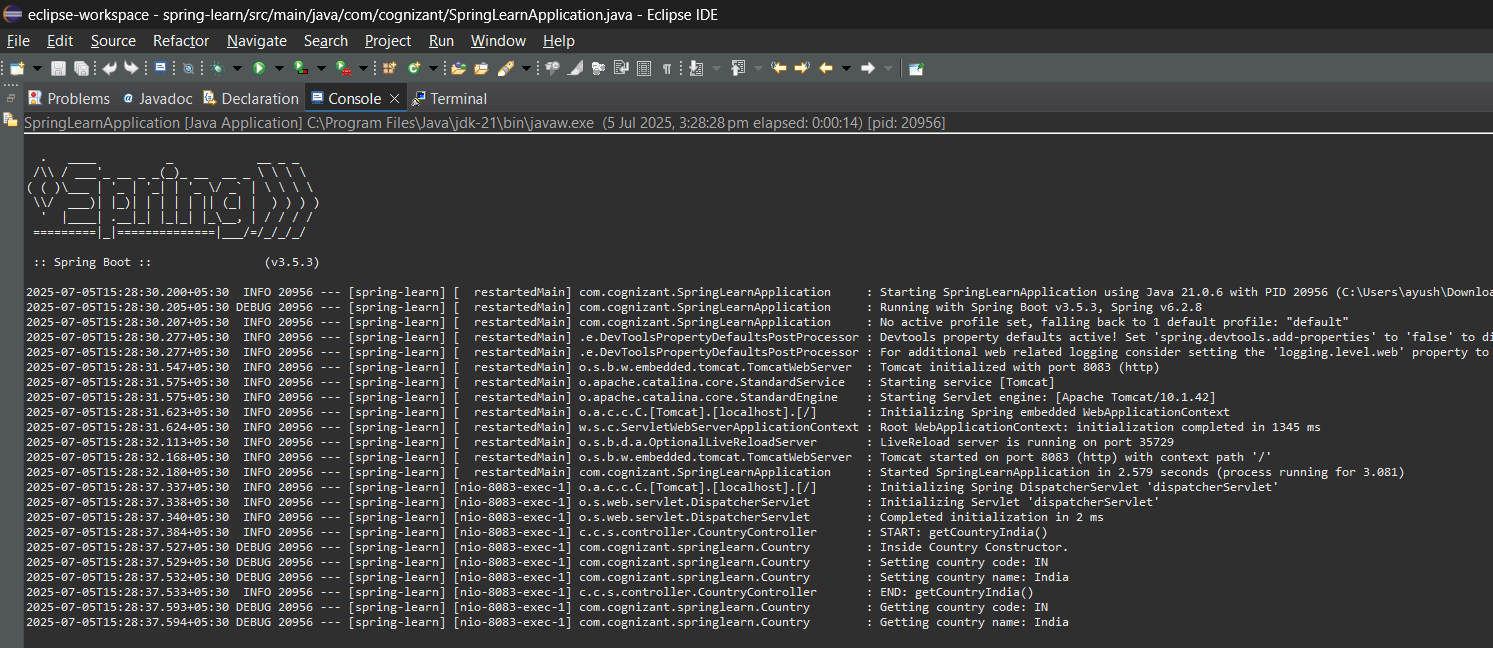 eclipse-workspace - spring-learn/src/main/java/com/cognizant/SpringLearnApplication.java - Eclipse IDE
File Edit Source Refactor Navigate Search Project Run Window Help
Problems Javadoc Declaration Console Terminal
SpringLearnApplication [Java Application] C:\Program Files\Java\jdk-21\bin\javaw.exe (5 Jul 2025, 3:28:28 pm elapsed: 0:00:14) [pid: 20956]
  .   ____          _            __ _ _
 /\\ / ___'_ __ _ _(_)_ __  __ _ \ \ \ \
( ( )\___ | '_ | '_| | '_ \/ _` | \ \ \ \
 \\/  ___)| |_)| | | | | || (_| |  ) ) ) )
  '  |____| .__|_| |_|_| |_\__, | / / / /
 =========|_|==============|___/=/_/_/_/
 :: Spring Boot ::                (v3.5.3)
2025-07-05T15:28:30.200+05:30  INFO 20956 --- [spring-learn] [  restartedMain] com.cognizant.SpringLearnApplication     : Starting SpringLearnApplication using Java 21.0.6 with PID 20956 (C:\Users\ayush\Downloa
2025-07-05T15:28:30.205+05:30 DEBUG 20956 --- [spring-learn] [  restartedMain] com.cognizant.SpringLearnApplication     : Running with Spring Boot v3.5.3, Spring v6.2.8
2025-07-05T15:28:30.207+05:30  INFO 20956 --- [spring-learn] [  restartedMain] com.cognizant.SpringLearnApplication     : No active profile set, falling back to 1 default profile: "default"
2025-07-05T15:28:30.277+05:30  INFO 20956 --- [spring-learn] [  restartedMain] .e.DevToolsPropertyDefaultsPostProcessor : Devtools property defaults active! Set 'spring.devtools.add-properties' to 'false' to di
2025-07-05T15:28:30.277+05:30  INFO 20956 --- [spring-learn] [  restartedMain] .e.DevToolsPropertyDefaultsPostProcessor : For additional web related logging consider setting the 'logging.level.web' property to
2025-07-05T15:28:31.547+05:30  INFO 20956 --- [spring-learn] [  restartedMain] o.s.b.w.embedded.tomcat.TomcatWebServer  : Tomcat initialized with port 8083 (http)
2025-07-05T15:28:31.575+05:30  INFO 20956 --- [spring-learn] [  restartedMain] o.apache.catalina.core.StandardService   : Starting service [Tomcat]
2025-07-05T15:28:31.575+05:30  INFO 20956 --- [spring-learn] [  restartedMain] o.apache.catalina.core.StandardEngine    : Starting Servlet engine: [Apache Tomcat/10.1.42]
2025-07-05T15:28:31.623+05:30  INFO 20956 --- [spring-learn] [  restartedMain] o.a.c.c.C.[Tomcat].[localhost].[/]       : Initializing Spring embedded WebApplicationContext
2025-07-05T15:28:31.624+05:30  INFO 20956 --- [spring-learn] [  restartedMain] w.s.c.ServletWebServerApplicationContext : Root WebApplicationContext: initialization completed in 1345 ms
2025-07-05T15:28:32.113+05:30  INFO 20956 --- [spring-learn] [  restartedMain] o.s.b.d.a.OptionalLiveReloadServer       : LiveReload server is running on port 35729
2025-07-05T15:28:32.168+05:30  INFO 20956 --- [spring-learn] [  restartedMain] o.s.b.w.embedded.tomcat.TomcatWebServer  : Tomcat started on port 8083 (http) with context path '/'
2025-07-05T15:28:32.180+05:30  INFO 20956 --- [spring-learn] [  restartedMain] com.cognizant.SpringLearnApplication     : Started SpringLearnApplication in 2.579 seconds (process running for 3.081)
2025-07-05T15:28:37.337+05:30  INFO 20956 --- [spring-learn] [nio-8083-exec-1] o.a.c.c.C.[Tomcat].[localhost].[/]       : Initializing Spring DispatcherServlet 'dispatcherServlet'
2025-07-05T15:28:37.338+05:30  INFO 20956 --- [spring-learn] [nio-8083-exec-1] o.s.web.servlet.DispatcherServlet        : Initializing Servlet 'dispatcherServlet'
2025-07-05T15:28:37.340+05:30  INFO 20956 --- [spring-learn] [nio-8083-exec-1] o.s.web.servlet.DispatcherServlet        : Completed initialization in 2 ms
2025-07-05T15:28:37.384+05:30  INFO 20956 --- [spring-learn] [nio-8083-exec-1] c.c.s.controller.CountryController       : START: getCountryIndia()
2025-07-05T15:28:37.527+05:30 DEBUG 20956 --- [spring-learn] [nio-8083-exec-1] com.cognizant.springlearn.Country        : Inside Country Constructor.
2025-07-05T15:28:37.529+05:30 DEBUG 20956 --- [spring-learn] [nio-8083-exec-1] com.cognizant.springlearn.Country        : Setting country code: IN
2025-07-05T15:28:37.532+05:30 DEBUG 20956 --- [spring-learn] [nio-8083-exec-1] com.cognizant.springlearn.Country        : Setting country name: India
2025-07-05T15:28:37.533+05:30  INFO 20956 --- [spring-learn] [nio-8083-exec-1] c.c.s.controller.CountryController       : END: getCountryIndia()
2025-07-05T15:28:37.593+05:30 DEBUG 20956 --- [spring-learn] [nio-8083-exec-1] com.cognizant.springlearn.Country        : Getting country code: IN
2025-07-05T15:28:37.594+05:30 DEBUG 20956 --- [spring-learn] [nio-8083-exec-1] com.cognizant.springlearn.Country        : Getting country name: India